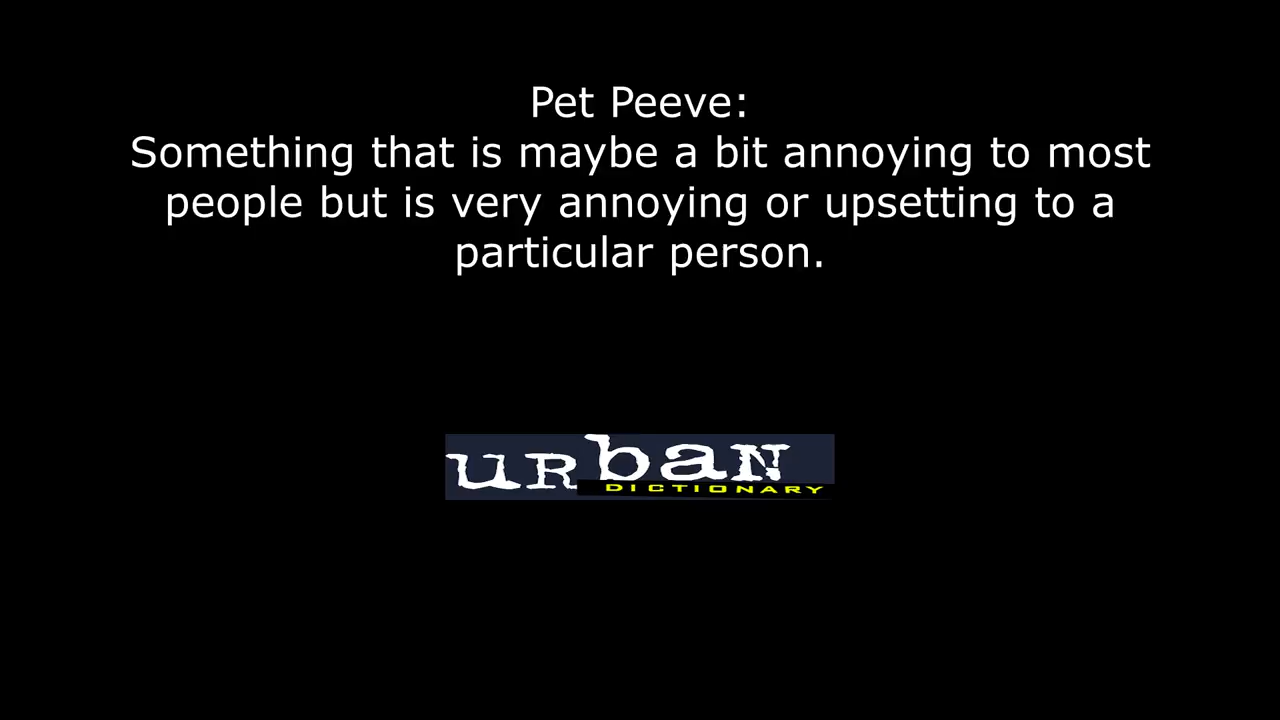 Pet Peeve:
Something that is maybe a bit annoying to most
people but is very annoying or upsetting to a
particular person.
urban
DICTIONARY